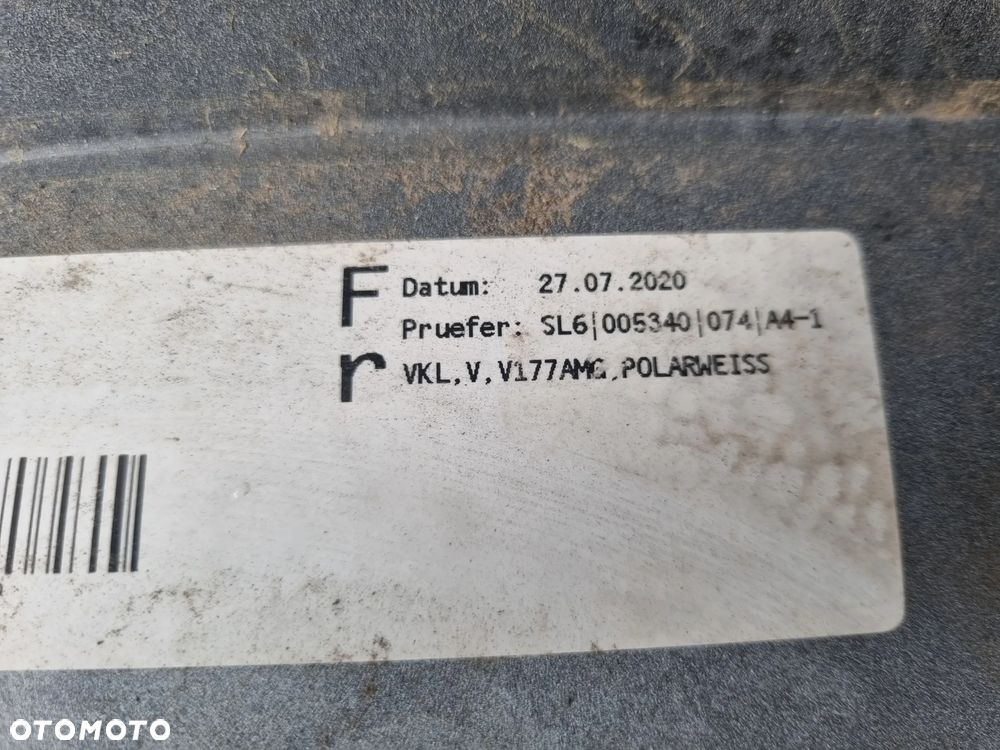 F
r
Datum: 27.07.2020
Pruefer: SL6|005340|074|A4-1
VKL,V,V177AMG,POLARWEISS
OTOMOTO